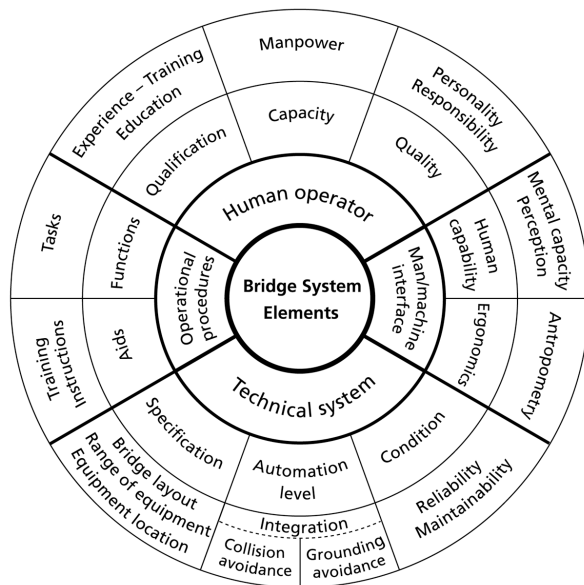 Bridge System
Elements
Human operator
Man/machine
interface
Technical system
Operational
procedures
Qualification
Capacity
Quality
Human
capability
Ergonomics
Condition
Automation
level
Specification
Aids
Functions
Experience – Training
Education
Manpower
Personality
Responsibility
Mental capacity
Perception
Antropometry
Reliability
Maintainability
Integration
Collision
avoidance
Grounding
avoidance
Bridge layout
Range of equipment
Equipment location
Training
Instructions
Tasks